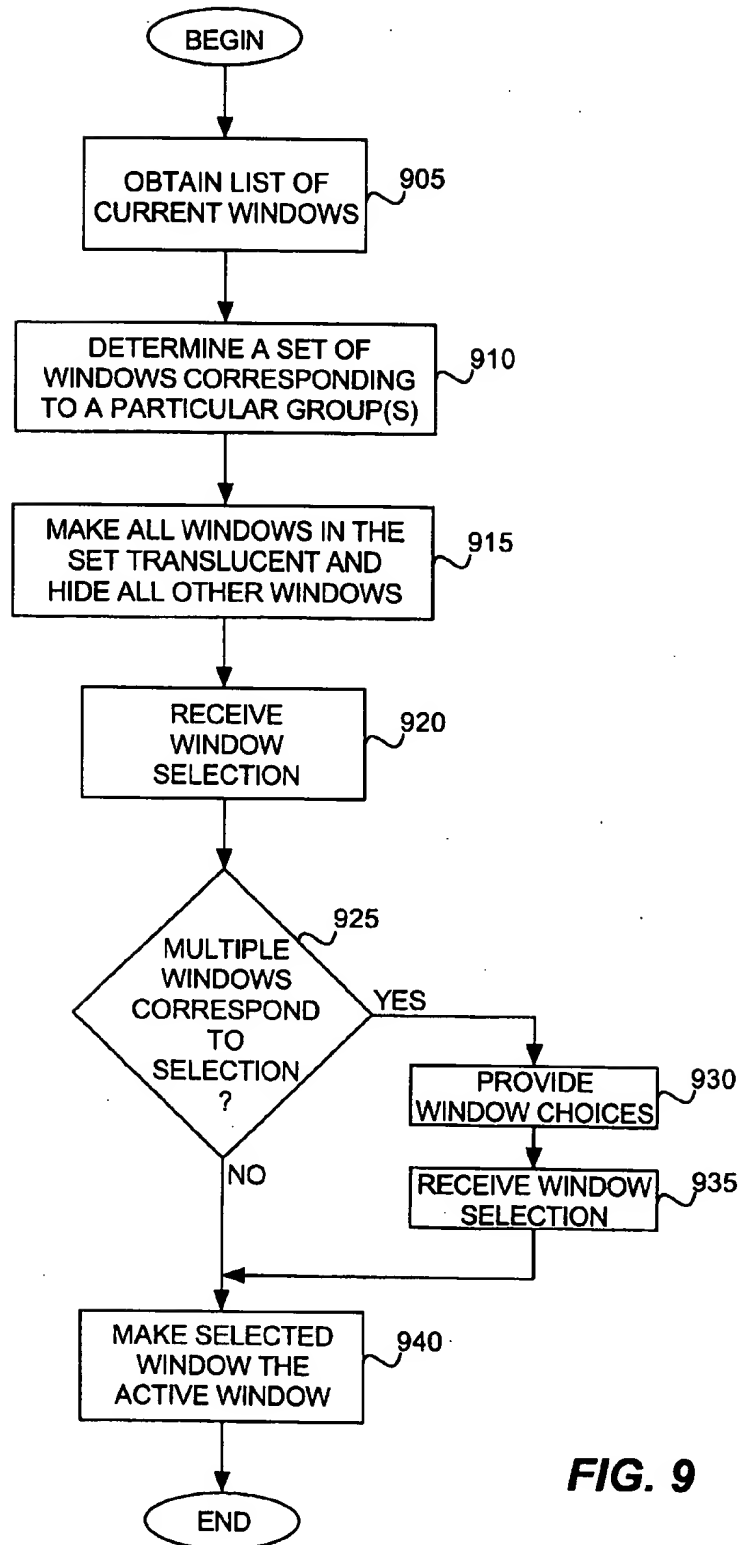 BEGIN
OBTAIN LIST OF
CURRENT WINDOWS
905
DETERMINE A SET OF
WINDOWS CORRESPONDING
TO A PARTICULAR GROUP(S)
910
MAKE ALL WINDOWS IN THE
SET TRANSLUCENT AND
HIDE ALL OTHER WINDOWS
915
RECEIVE
WINDOW
SELECTION
920
925
MULTIPLE
WINDOWS
CORRESPOND
TO
SELECTION
?
YES
PROVIDE
WINDOW CHOICES
930
NO
RECEIVE WINDOW
SELECTION
935
MAKE SELECTED
WINDOW THE
ACTIVE WINDOW
940
END
FIG. 9